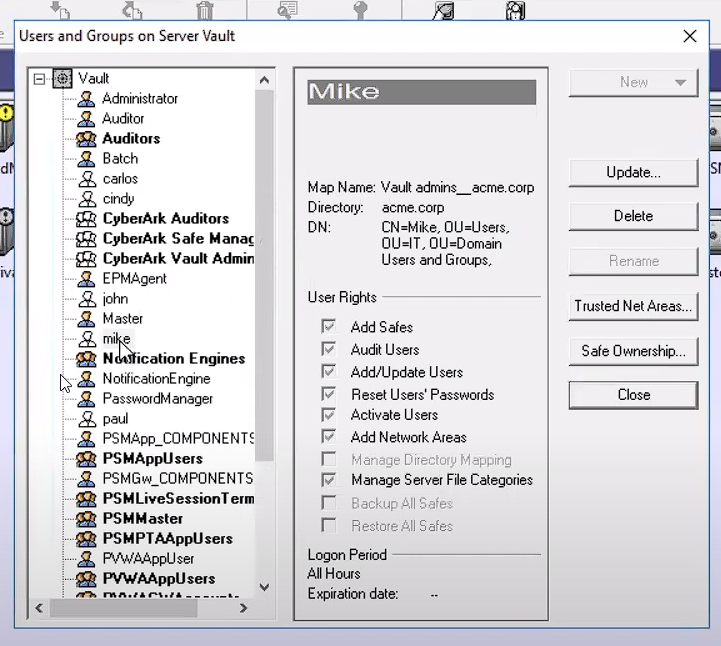 Users and Groups on Server Vault
Vault
Administrator
Auditor
Auditors
Batch
carlos
cindy
CyberArk Auditors
CyberArk Safe Manag
CyberArk Vault Admin
EPMAgent
john
Master
mike
Notification Engines
NotificationEngine
PasswordManager
paul
PSMApp_COMPONENTS
PSMAppUsers
PSMGw_COMPONENTS
PSMLiveSessionTerm
PSMMaster
PSMPTAAppUsers
PVWAAppUser
PVWAAppUsers
Mike
Map Name: Vault admins__acme.corp
Directory: acme.corp
DN: CN=Mike, OU=Users,
OU=IT, OU=Domain
Users and Groups,
User Rights
Add Safes
Audit Users
Add/Update Users
Reset Users' Passwords
Activate Users
Add Network Areas
Manage Directory Mapping
Manage Server File Categories
Backup All Safes
Restore All Safes
Logon Period
All Hours
Expiration date: --
New
Update...
Delete
Rename
Trusted Net Areas...
Safe Ownership...
Close